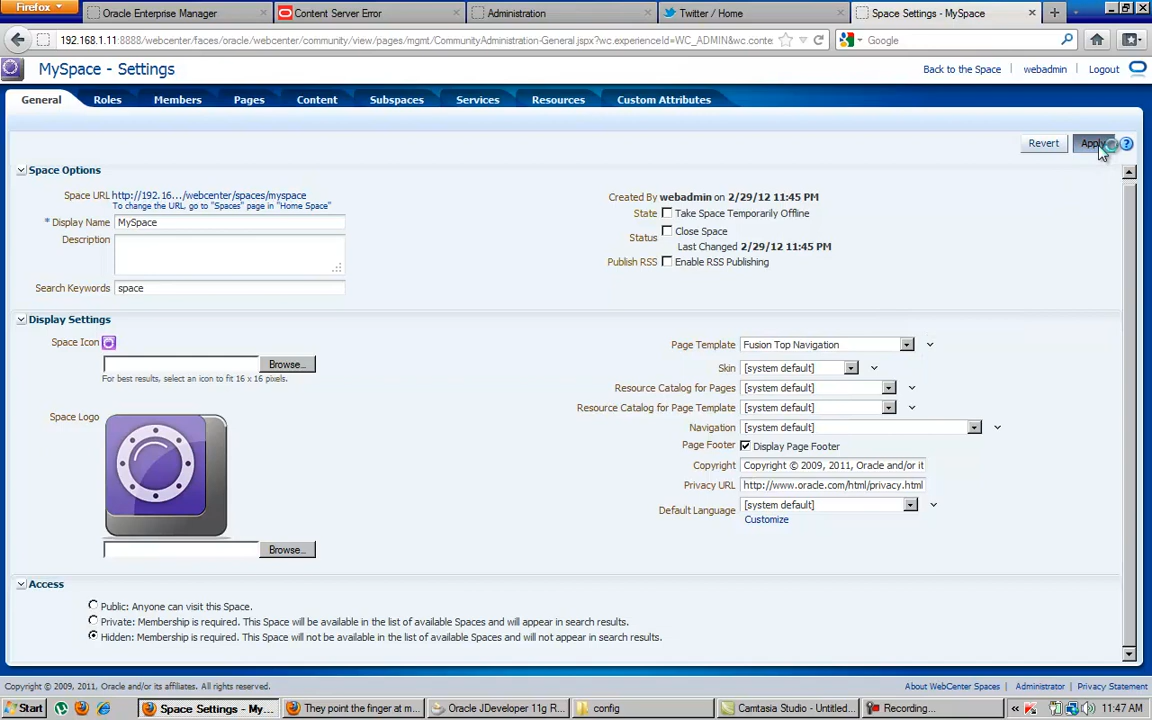 Firefox
Oracle Enterprise Manager
Content Server Error
Administration
Twitter / Home
Space Settings - MySpace
192.168.1.11:8888/webcenter/faces/oracle/webcenter/community/view/pages/mgmt/CommunityAdministration-General.jspx?wc.experienceId=WC_ADMIN&wc.conte
Google
MySpace - Settings
Back to the Space
webadmin
Logout
General
Roles
Members
Pages
Content
Subspaces
Services
Resources
Custom Attributes
Revert
Apply
Space Options
Space URL http://192.16.../webcenter/spaces/myspace
To change the URL, go to "Spaces" page in "Home Space"
* Display Name MySpace
Description
Search Keywords space
Created By webadmin on 2/29/12 11:45 PM
State Take Space Temporarily Offline
Status Close Space
Last Changed 2/29/12 11:45 PM
Publish RSS Enable RSS Publishing
Display Settings
Space Icon
Browse...
For best results, select an icon to fit 16 x 16 pixels.
Space Logo
Browse...
Page Template Fusion Top Navigation
Skin [system default]
Resource Catalog for Pages [system default]
Resource Catalog for Page Template [system default]
Navigation [system default]
Page Footer Display Page Footer
Copyright Copyright © 2009, 2011, Oracle and/or it
Privacy URL http://www.oracle.com/html/privacy.html
Default Language [system default]
Customize
Access
Public: Anyone can visit this Space.
Private: Membership is required. This Space will be available in the list of available Spaces and will appear in search results.
Hidden: Membership is required. This Space will not be available in the list of available Spaces and will not appear in search results.
Copyright © 2009, 2011, Oracle and/or its affiliates. All rights reserved.
About WebCenter Spaces
Administrator
Privacy Statement
Start
Space Settings - My...
They point the finger at m...
Oracle JDeveloper 11g R...
config
Camtasia Studio - Untitled...
Recording...
11:47 AM